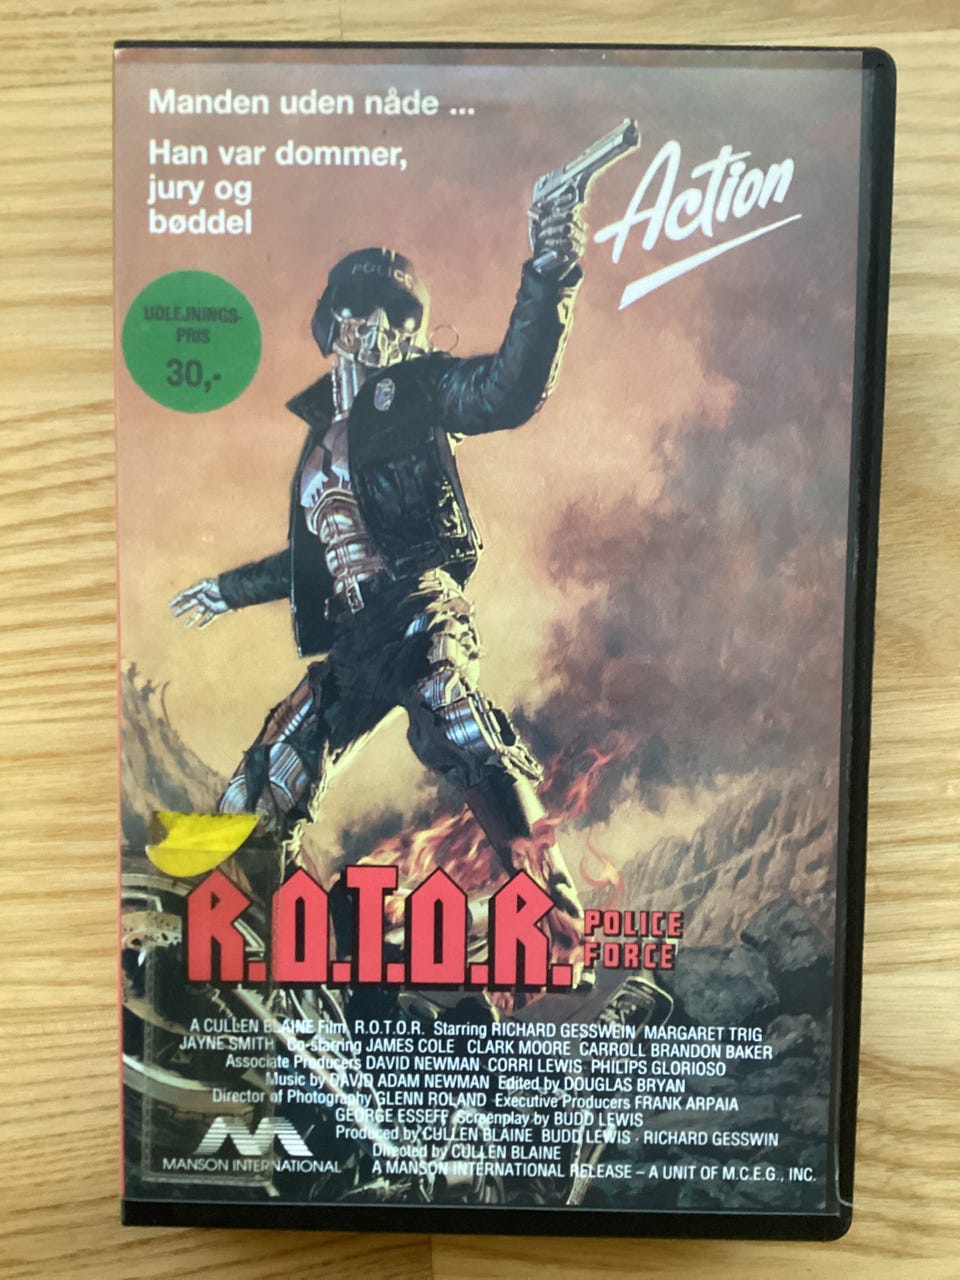 Manden uden nåde ...
Han var dommer,
jury og
bøddel
Action
POLICE
UDLEJNINGS-
PRIS
30,-
R.O.T.O.R.
POLICE
FORCE
A CULLEN BLAINE Film R.O.T.O.R. Starring RICHARD GESSWEIN MARGARET TRIG
JAYNE SMITH Co-starring JAMES COLE CLARK MOORE CARROLL BRANDON BAKER
Associate Producers DAVID NEWMAN CORRI LEWIS PHILIPS GLORIOSO
Music by DAVID ADAM NEWMAN Edited by DOUGLAS BRYAN
Director of Photography GLENN ROLAND Executive Producers FRANK ARPAIA
GEORGE ESSEFF Screenplay by BUDD LEWIS
Produced by CULLEN BLAINE BUDD LEWIS · RICHARD GESSWIN
Directed by CULLEN BLAINE
MANSON INTERNATIONAL
A MANSON INTERNATIONAL RELEASE – A UNIT OF M.C.E.G., INC.